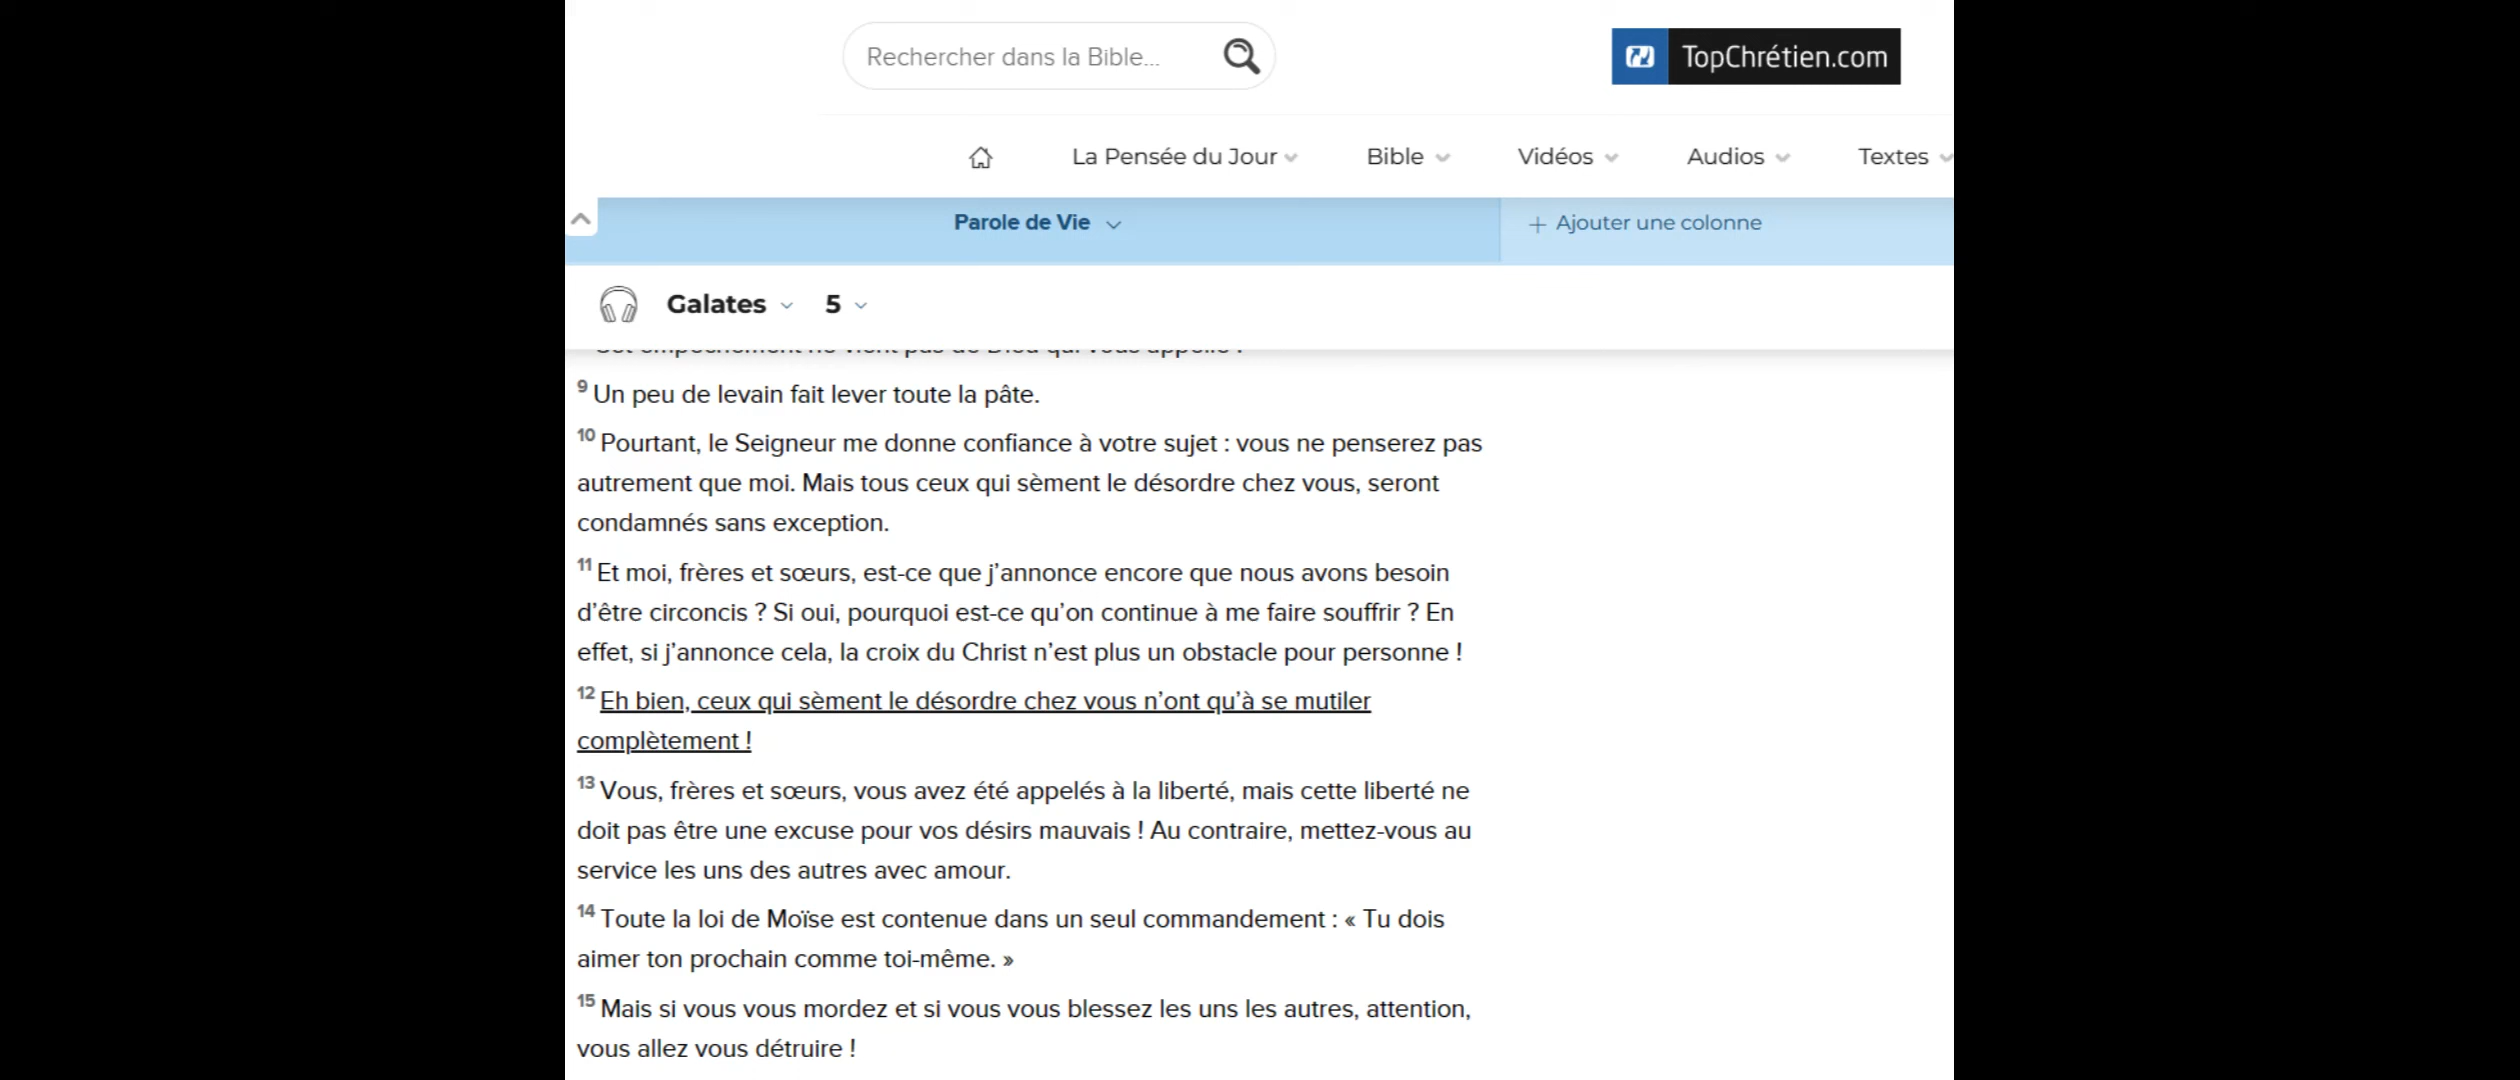 Rechercher dans la Bible...
TopChrétien.com
La Pensée du Jour
Bible
Vidéos
Audios
Textes
Parole de Vie
+ Ajouter une colonne
Galates 5
Cet empêchement ne vient pas de Dieu qui vous appelle !
9 Un peu de levain fait lever toute la pâte.
10 Pourtant, le Seigneur me donne confiance à votre sujet : vous ne penserez pas
autrement que moi. Mais tous ceux qui sèment le désordre chez vous, seront
condamnés sans exception.
11 Et moi, frères et sœurs, est-ce que j’annonce encore que nous avons besoin
d’être circoncis ? Si oui, pourquoi est-ce qu’on continue à me faire souffrir ? En
effet, si j’annonce cela, la croix du Christ n’est plus un obstacle pour personne !
12 Eh bien, ceux qui sèment le désordre chez vous n’ont qu’à se mutiler
complètement !
13 Vous, frères et sœurs, vous avez été appelés à la liberté, mais cette liberté ne
doit pas être une excuse pour vos désirs mauvais ! Au contraire, mettez-vous au
service les uns des autres avec amour.
14 Toute la loi de Moïse est contenue dans un seul commandement : « Tu dois
aimer ton prochain comme toi-même. »
15 Mais si vous vous mordez et si vous vous blessez les uns les autres, attention,
vous allez vous détruire !